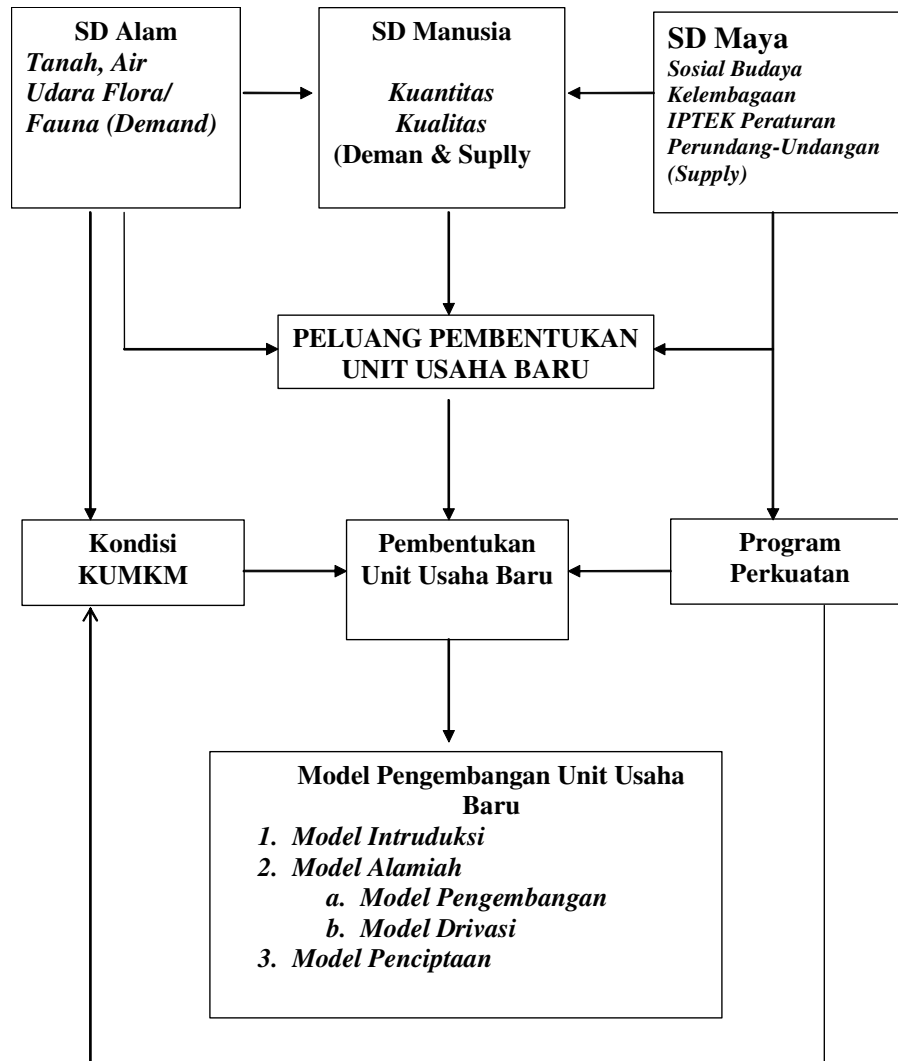 SD Alam
Tanah, Air
Udara Flora/
Fauna (Demand)
SD Manusia
Kuantitas
Kualitas
(Deman & Suplly
SD Maya
Sosial Budaya
Kelembagaan
IPTEK Peraturan
Perundang-Undangan
(Supply)
PELUANG PEMBENTUKAN
UNIT USAHA BARU
Kondisi
KUMKM
Pembentukan
Unit Usaha Baru
Program
Perkuatan
Model Pengembangan Unit Usaha
Baru
1. Model Intruduksi
2. Model Alamiah
a. Model Pengembangan
b. Model Drivasi
3. Model Penciptaan